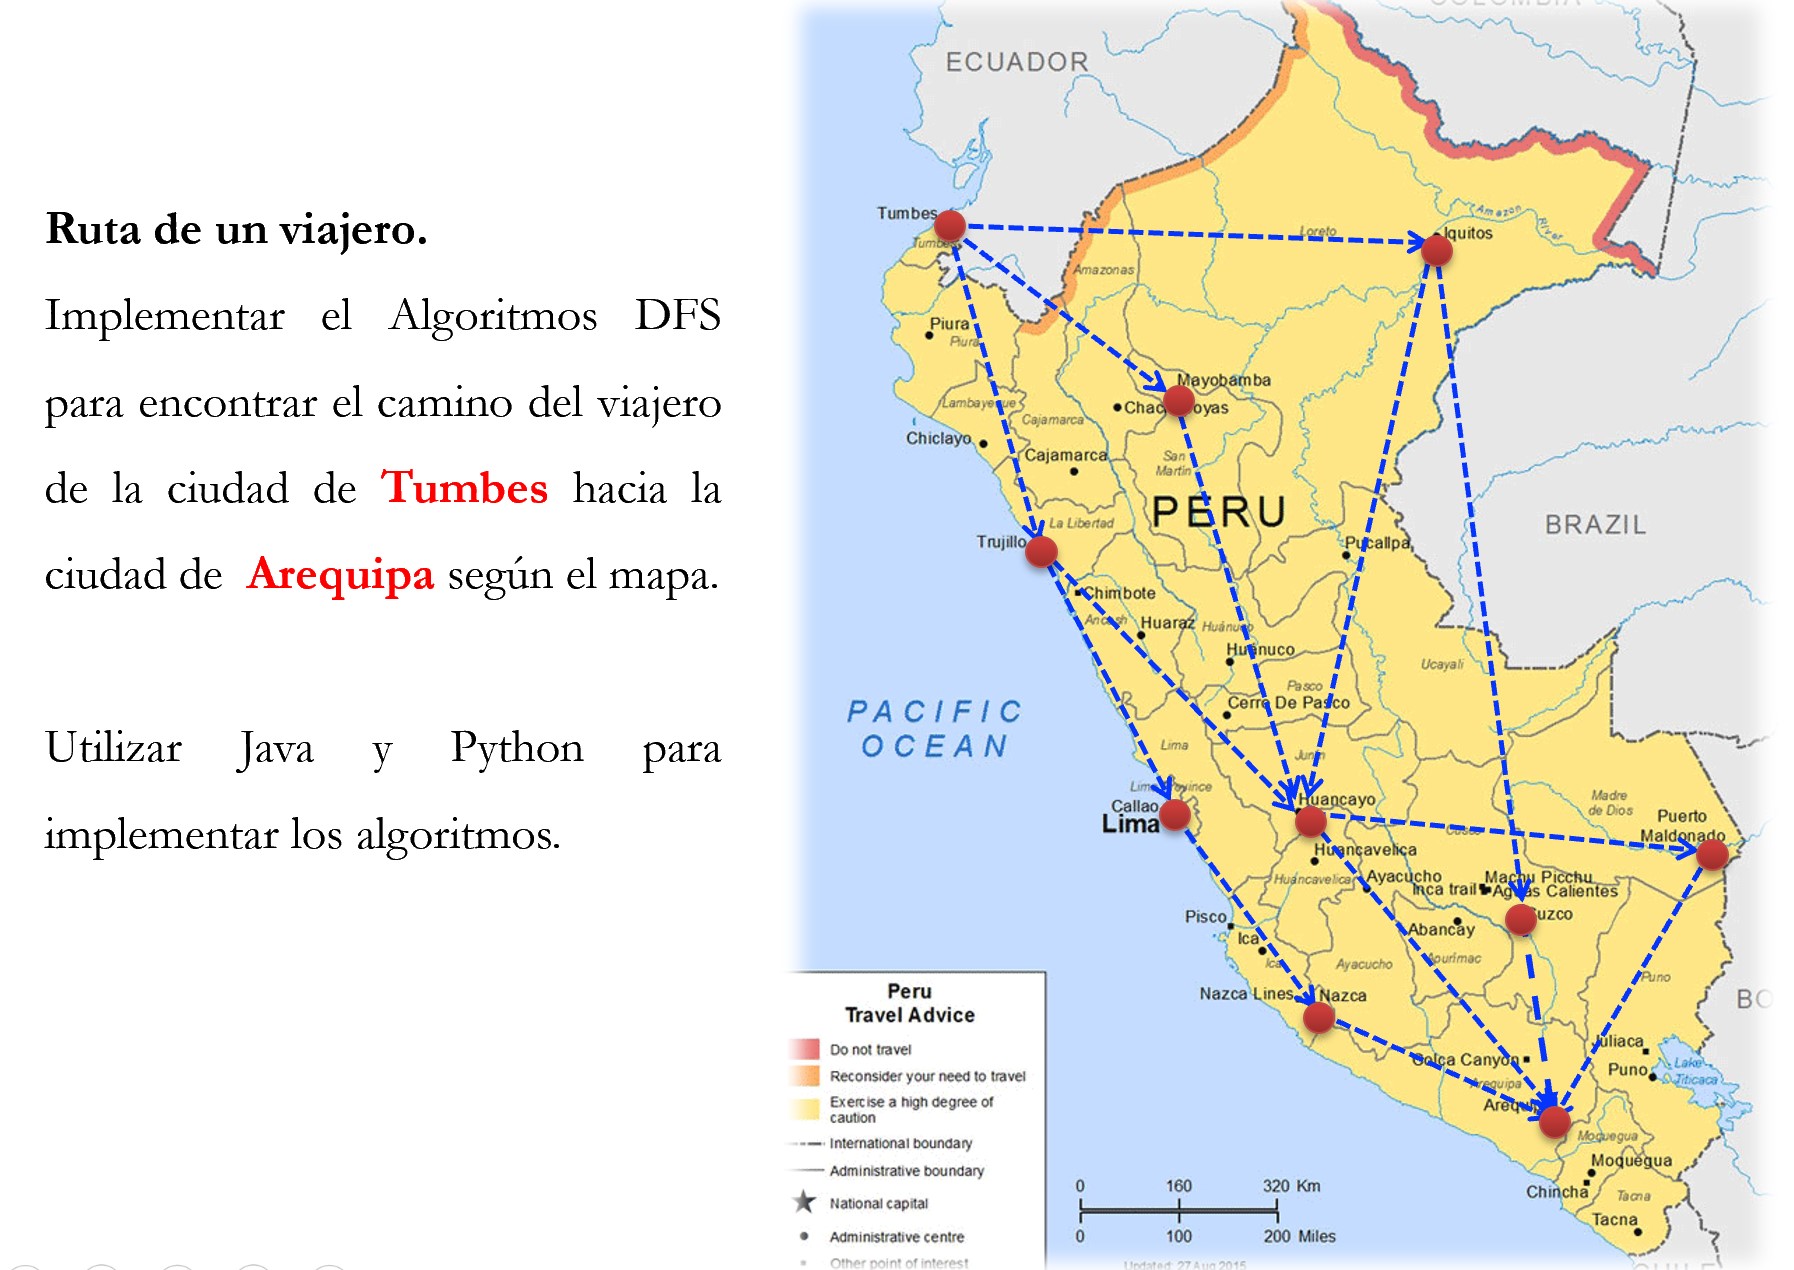 Ruta de un viajero.
Implementar el Algoritmos DFS
para encontrar el camino del viajero
de la ciudad de Tumbes hacia la
ciudad de Arequipa según el mapa.
Utilizar Java y Python para
implementar los algoritmos.
COLOMBIA
ECUADOR
Tumbes
Tumbes
Loreto
Iquitos
Amazon
River
Amazonas
Piura
Piura
Mayobamba
Lambayeque
Cajamarca
Chiclayo
Cajamarca
San
Martin
PERU
BRAZIL
La Libertad
Trujillo
Pucallpa
Chimbote
Ancash
Huaraz
Huánuco
Huánuco
Ucayali
Pasco
Cerro De Pasco
PACIFIC
OCEAN
Lima
Junín
Lima Province
Callao
Lima
Huancayo
Madre
de Dios
Puerto
Maldonado
Cusco
Huancavelica
Huancavelica
Ayacucho
Machu Picchu
Inca trail
Aguas Calientes
Cuzco
Pisco
Ica
Ica
Abancay
Apurímac
Ayacucho
Puno
Nazca Lines
Nazca
BO
Juliaca
Colca Canyon
Puno
Lake
Titicaca
Arequipa
Arequipa
Moquegua
Moquegua
Chincha
Tacna
Tacna
Peru
Travel Advice
Do not travel
Reconsider your need to travel
Exercise a high degree of
caution
International boundary
Administrative boundary
National capital
Administrative centre
Other point of interest
0 160 320 Km
0 100 200 Miles
Updated: 27 Aug 2015
CHILE